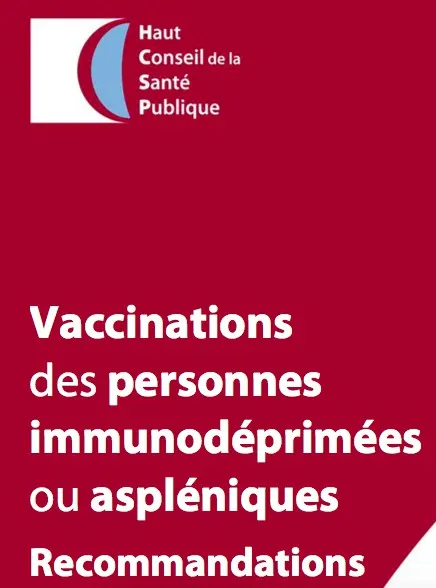 Haut
Conseil de la
Santé
Publique
Vaccinations
des personnes
immunodéprimées
ou aspléniques
Recommandations